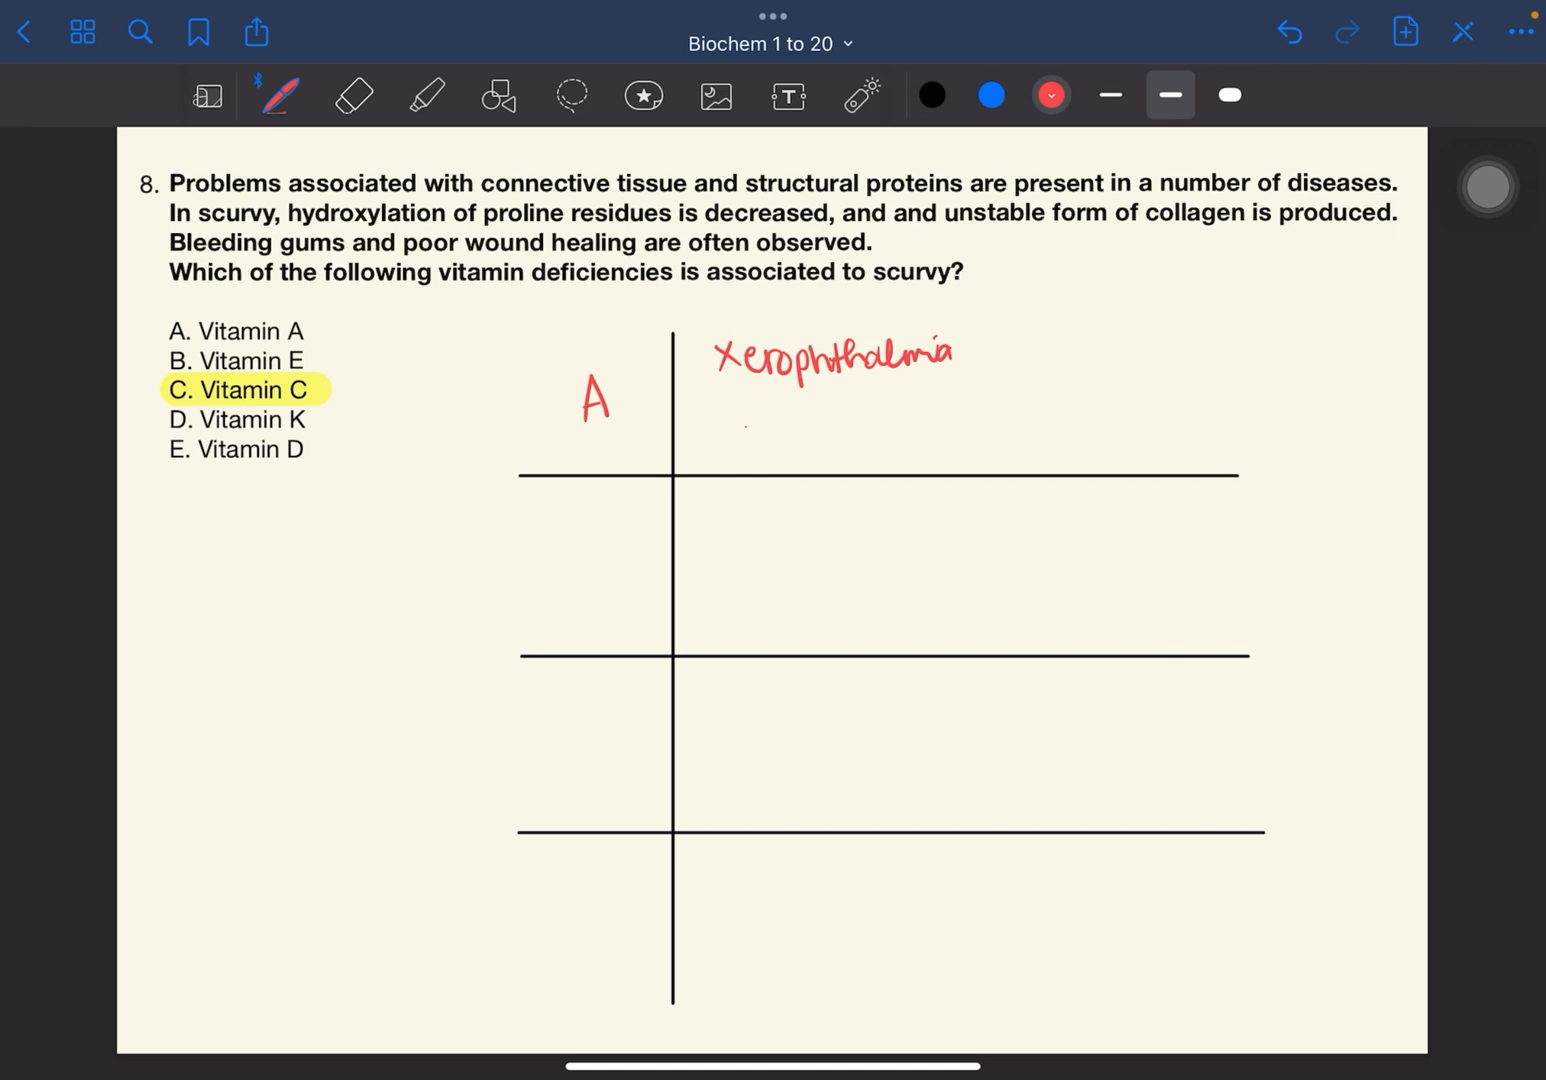 Biochem 1 to 20
8. Problems associated with connective tissue and structural proteins are present in a number of diseases.
In scurvy, hydroxylation of proline residues is decreased, and and unstable form of collagen is produced.
Bleeding gums and poor wound healing are often observed.
Which of the following vitamin deficiencies is associated to scurvy?
A. Vitamin A
B. Vitamin E
C. Vitamin C
D. Vitamin K
E. Vitamin D
A
xerophthalmia